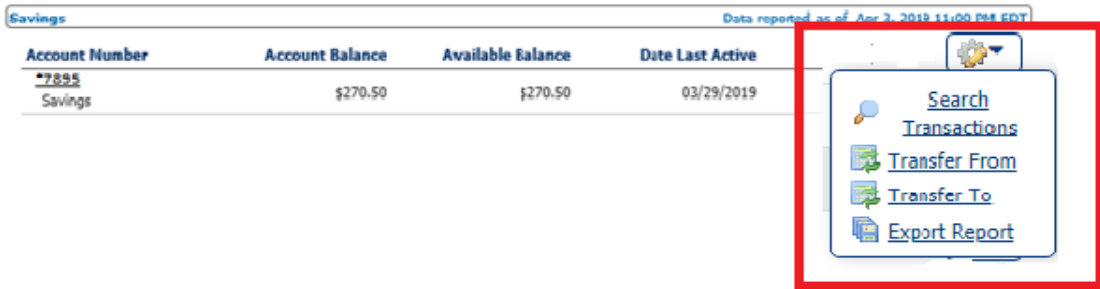 Savings Data reported as of Apr 3, 2019 11:00 PM EDT
Account Number Account Balance Available Balance Date Last Active
*7895 $270.50 $270.50 03/29/2019
Savings
Search
Transactions
Transfer From
Transfer To
Export Report